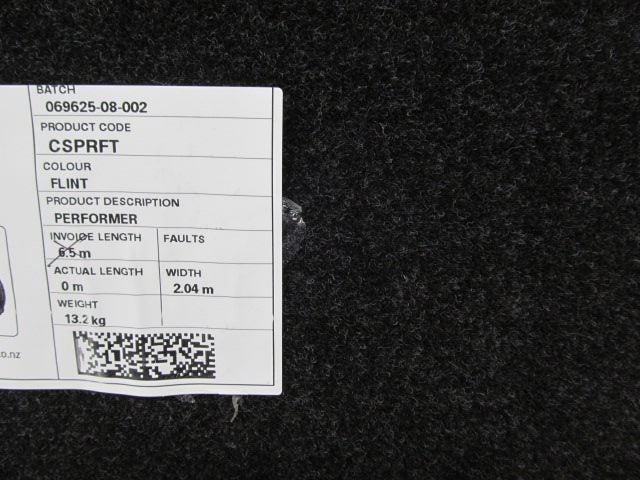 BATCH
069625-08-002
PRODUCT CODE
CSPRFT
COLOUR
FLINT
PRODUCT DESCRIPTION
PERFORMER
INVOICE LENGTH FAULTS
6.5 m
ACTUAL LENGTH WIDTH
0 m 2.04 m
WEIGHT
13.2 kg
.co.nz